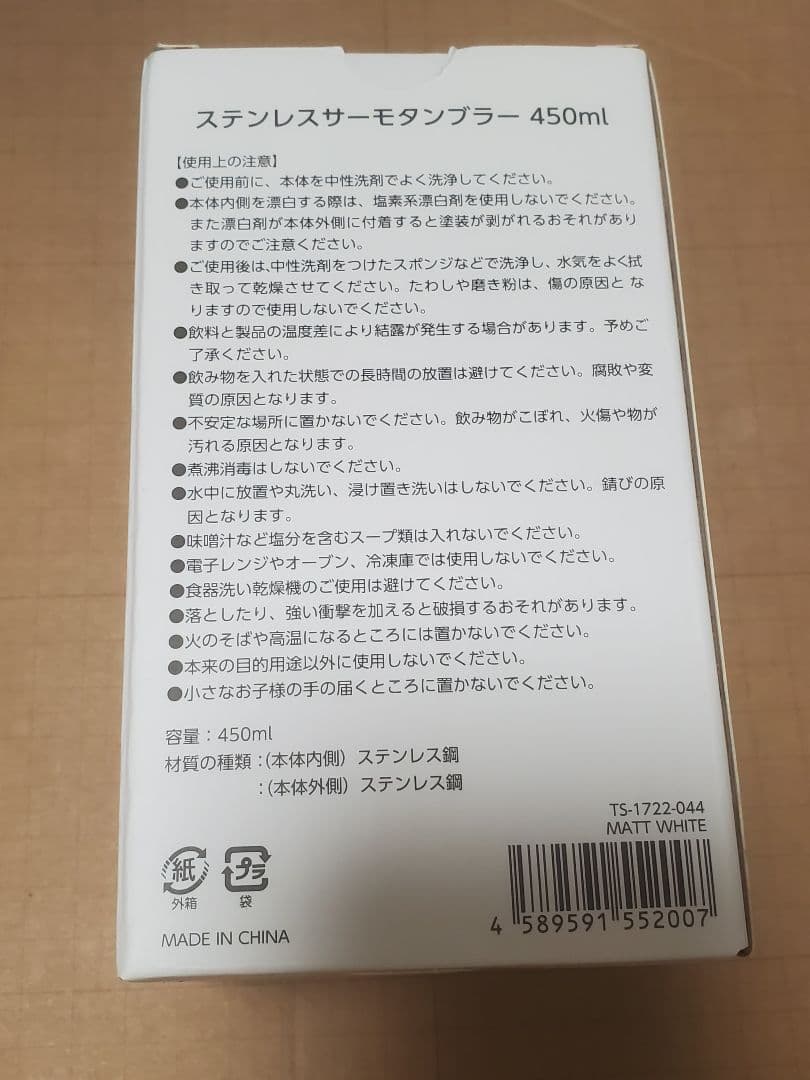 ステンレスサーモタンブラー 450ml
【使用上の注意】
●ご使用前に、本体を中性洗剤でよく洗浄してください。
●本体内側を漂白する際は、塩素系漂白剤を使用しないでください。
また漂白剤が本体外側に付着すると塗装が剥がれるおそれがあり
ますのでご注意ください。
●ご使用後は、中性洗剤をつけたスポンジなどで洗浄し、水気をよく拭
き取って乾燥させてください。たわしや磨き粉は、傷の原因と な
りますので使用しないでください。
●飲料と製品の温度差により結露が発生する場合があります。予めご
了承ください。
●飲み物を入れた状態での長時間の放置は避けてください。腐敗や変
質の原因となります。
●不安定な場所に置かないでください。飲み物がこぼれ、火傷や物が
汚れる原因となります。
●煮沸消毒はしないでください。
●水中に放置や丸洗い、浸け置き洗いはしないでください。錆びの原
因となります。
●味噌汁など塩分を含むスープ類は入れないでください。
●電子レンジやオーブン、冷凍庫では使用しないでください。
●食器洗い乾燥機のご使用は避けてください。
●落としたり、強い衝撃を加えると破損するおそれがあります。
●火のそばや高温になるところには置かないでください。
●本来の目的用途以外に使用しないでください。
●小さなお子様の手の届くところに置かないでください。
容量：450ml
材質の種類：(本体内側) ステンレス鋼
：(本体外側) ステンレス鋼
TS-1722-044
MATT WHITE
紙
外箱
プラ
袋
4 589591 552007
MADE IN CHINA